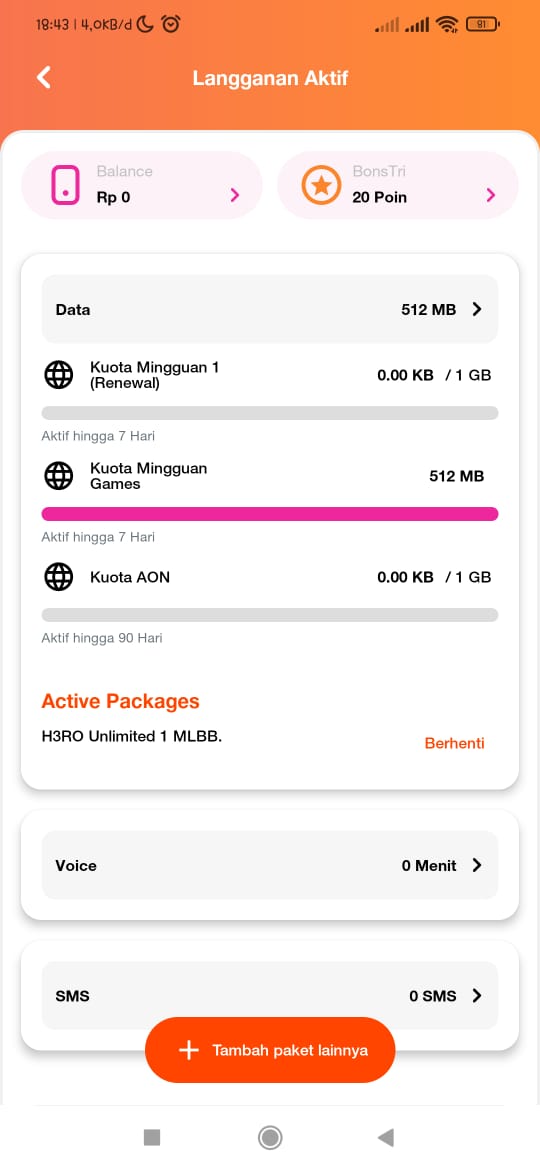 18:43 | 4,0KB/d
81
Langganan Aktif
Balance
Rp 0
BonsTri
20 Poin
Data
512 MB
Kuota Mingguan 1
(Renewal)
0.00 KB / 1 GB
Aktif hingga 7 Hari
Kuota Mingguan
Games
512 MB
Aktif hingga 7 Hari
Kuota AON
0.00 KB / 1 GB
Aktif hingga 90 Hari
Active Packages
H3RO Unlimited 1 MLBB.
Berhenti
Voice
0 Menit
SMS
0 SMS
Tambah paket lainnya